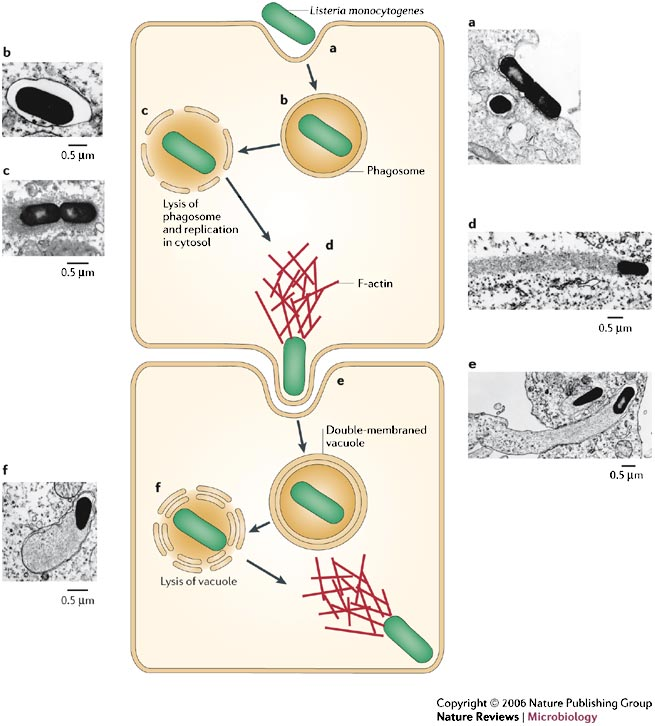 Listeria monocytogenes
a
a
b
0.5 µm
b
c
Phagosome
c
0.5 µm
Lysis of
phagosome
and replication
in cytosol
d
F-actin
d
0.5 µm
e
e
0.5 µm
Double-membraned
vacuole
f
f
0.5 µm
Lysis of vacuole
Copyright © 2006 Nature Publishing Group
Nature Reviews | Microbiology